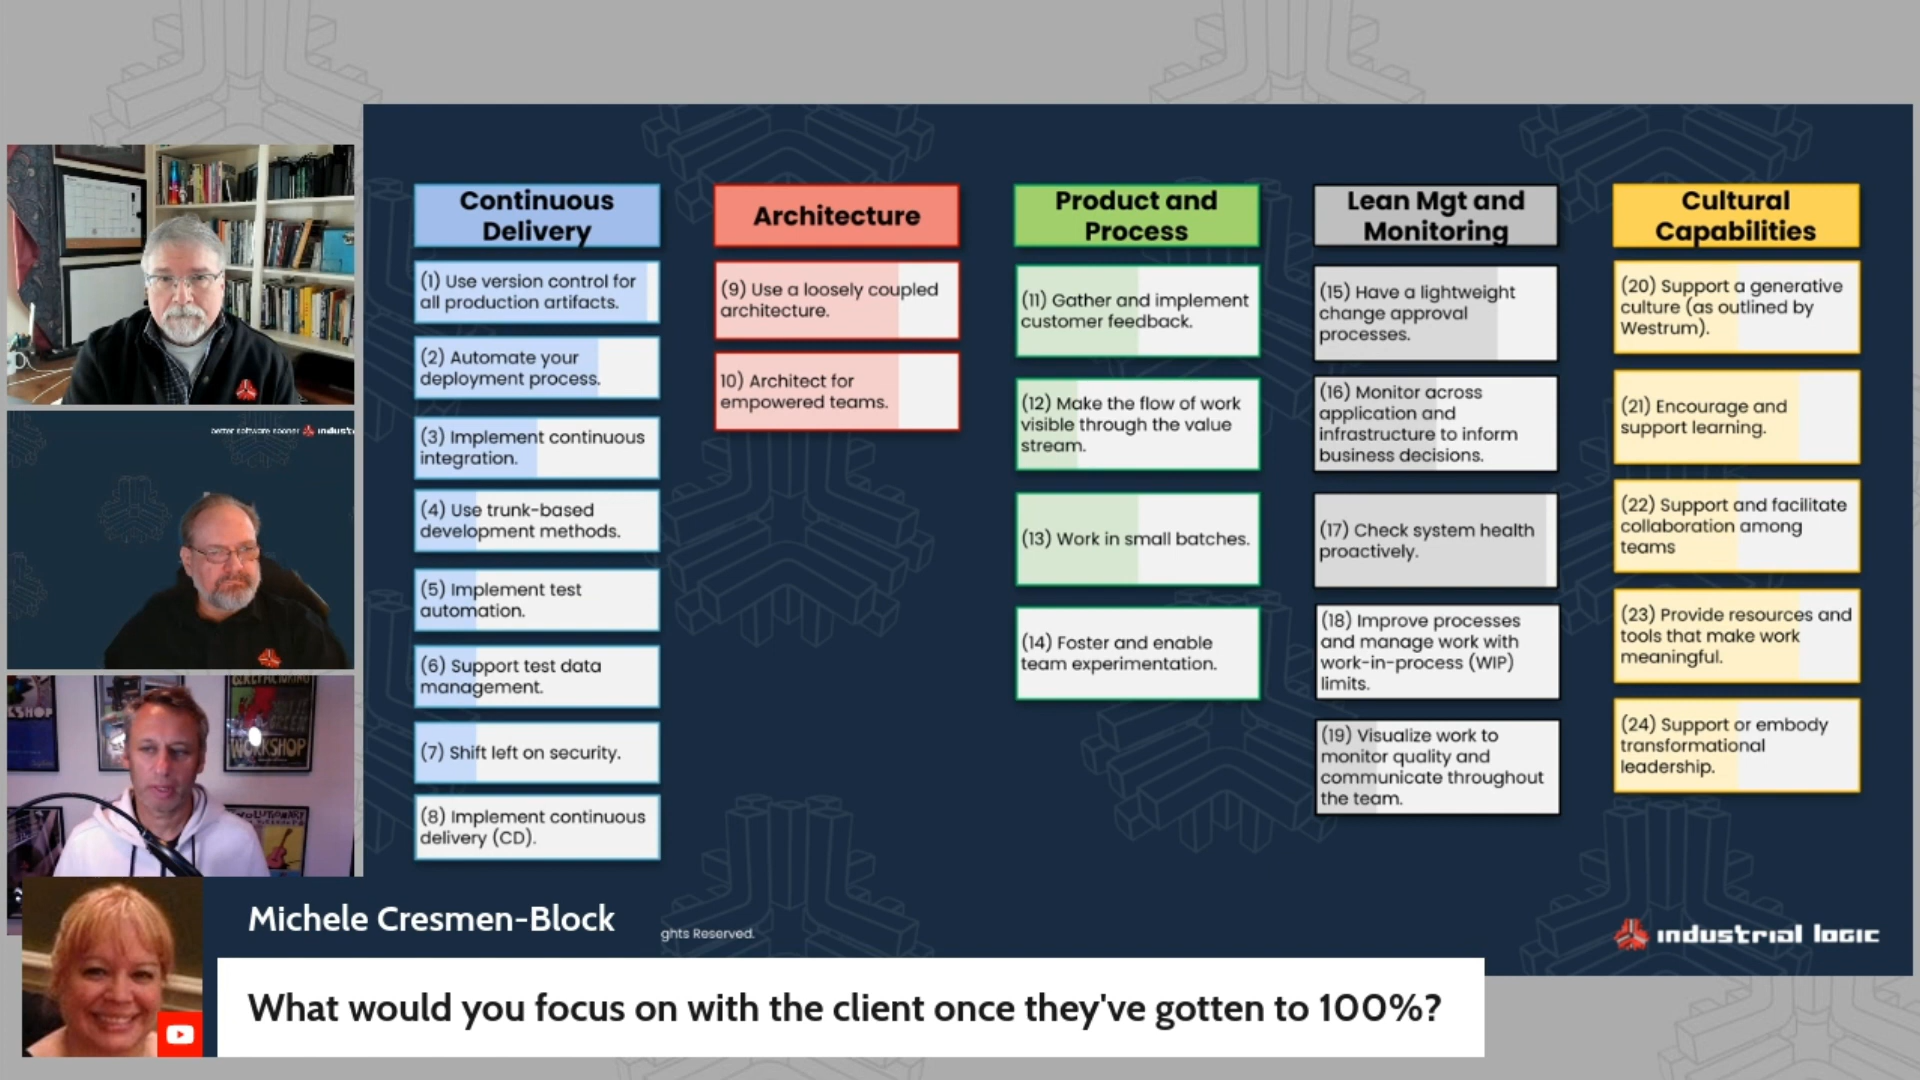 better software sooner
Continuous
Delivery
(1) Use version control for
all production artifacts.
(2) Automate your
deployment process.
(3) Implement continuous
integration.
(4) Use trunk-based
development methods.
(5) Implement test
automation.
(6) Support test data
management.
(7) Shift left on security.
(8) Implement continuous
delivery (CD).
Architecture
(9) Use a loosely coupled
architecture.
10) Architect for
empowered teams.
Product and
Process
(11) Gather and implement
customer feedback.
(12) Make the flow of work
visible through the value
stream.
(13) Work in small batches.
(14) Foster and enable
team experimentation.
Lean Mgt and
Monitoring
(15) Have a lightweight
change approval
processes.
(16) Monitor across
application and
infrastructure to inform
business decisions.
(17) Check system health
proactively.
(18) Improve processes
and manage work with
work-in-process (WIP)
limits.
(19) Visualize work to
monitor quality and
communicate throughout
the team.
Cultural
Capabilities
(20) Support a generative
culture (as outlined by
Westrum).
(21) Encourage and
support learning.
(22) Support and facilitate
collaboration among
teams
(23) Provide resources and
tools that make work
meaningful.
(24) Support or embody
transformational
leadership.
WORKSHOP
Michele Cresmen-Block
ghts Reserved.
industrial logic
What would you focus on with the client once they've gotten to 100%?